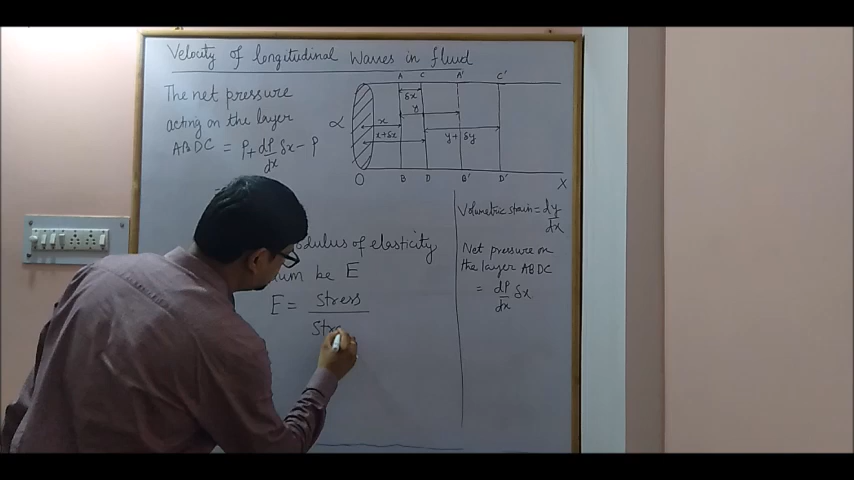 Velocity of longitudinal waves in fluid
The net pressure
acting on the layer
ABDC = P + dP/dx δx - P
A C A' C'
δx
y
α
x
x+δx
y+ δy
O B D B' D' X
Volumetric strain = dy/dx
Net pressure on
the layer ABDC
= dP/dx δx
modulus of elasticity
be E
E = Stress
Str